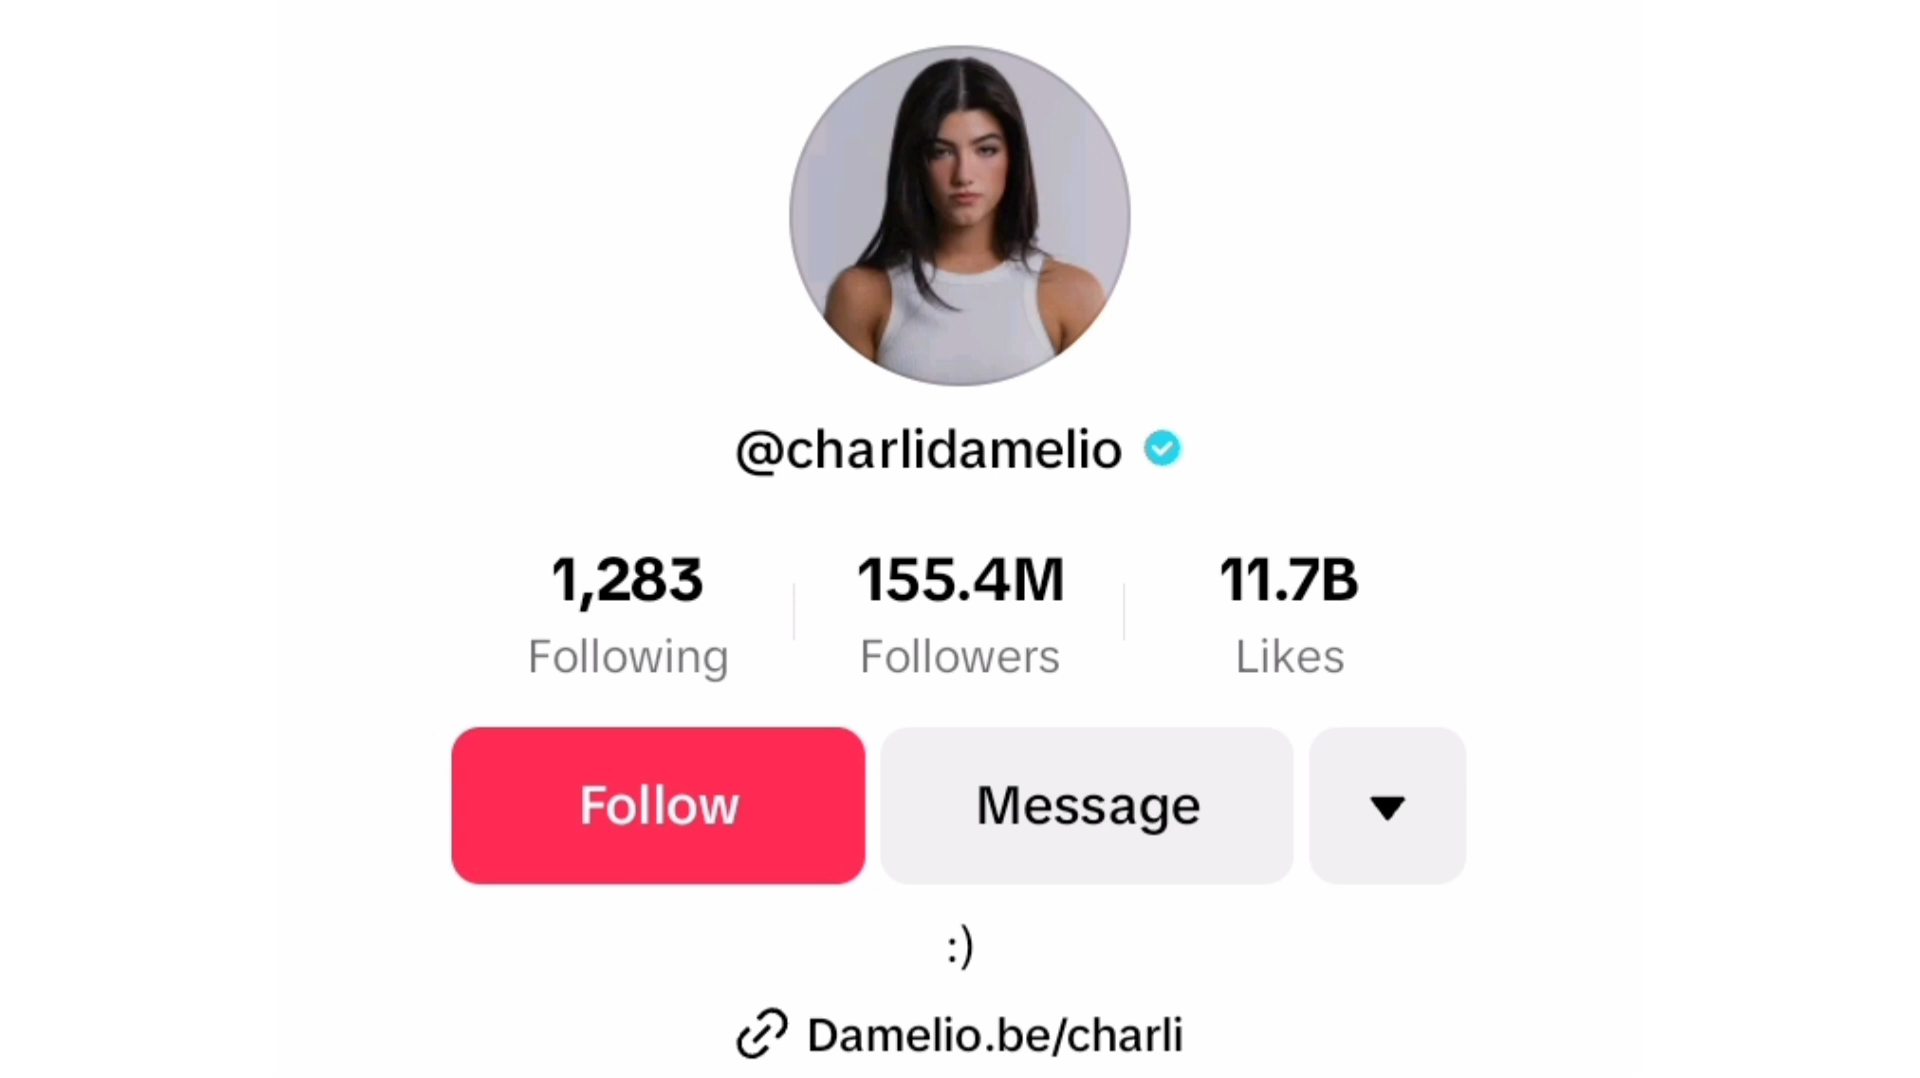 @charlidamelio
1,283 155.4M 11.7B
Following Followers Likes
Follow Message
:)
Damelio.be/charli